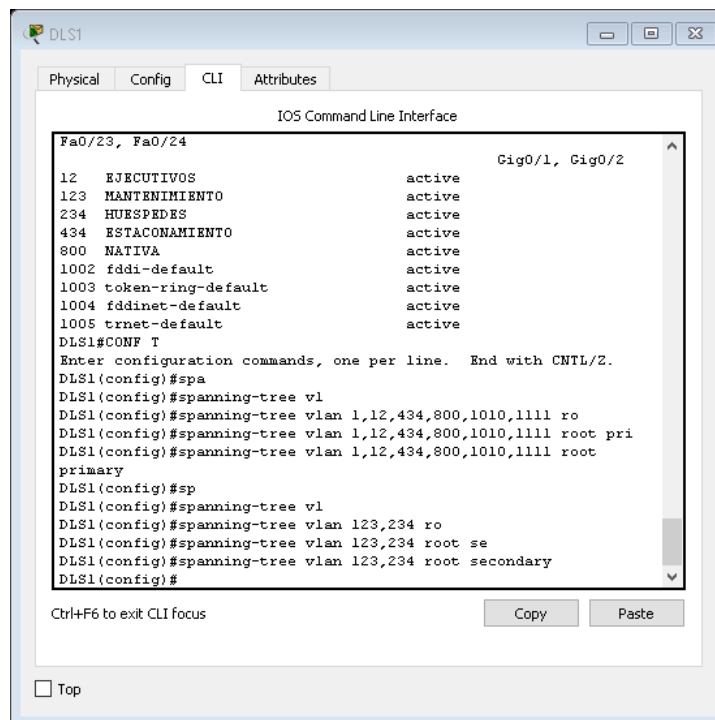 DLS1
Physical Config CLI Attributes
IOS Command Line Interface
Fa0/23, Fa0/24
Gig0/1, Gig0/2
12 EJECUTIVOS active
123 MANTENIMIENTO active
234 HUESPEDES active
434 ESTACONAMIENTO active
800 NATIVA active
1002 fddi-default active
1003 token-ring-default active
1004 fddinet-default active
1005 trnet-default active
DLS1#CONF T
Enter configuration commands, one per line. End with CNTL/Z.
DLS1(config)#spa
DLS1(config)#spanning-tree vl
DLS1(config)#spanning-tree vlan 1,12,434,800,1010,1111 ro
DLS1(config)#spanning-tree vlan 1,12,434,800,1010,1111 root pri
DLS1(config)#spanning-tree vlan 1,12,434,800,1010,1111 root
primary
DLS1(config)#sp
DLS1(config)#spanning-tree vl
DLS1(config)#spanning-tree vlan 123,234 ro
DLS1(config)#spanning-tree vlan 123,234 root se
DLS1(config)#spanning-tree vlan 123,234 root secondary
DLS1(config)#
Ctrl+F6 to exit CLI focus Copy Paste
Top